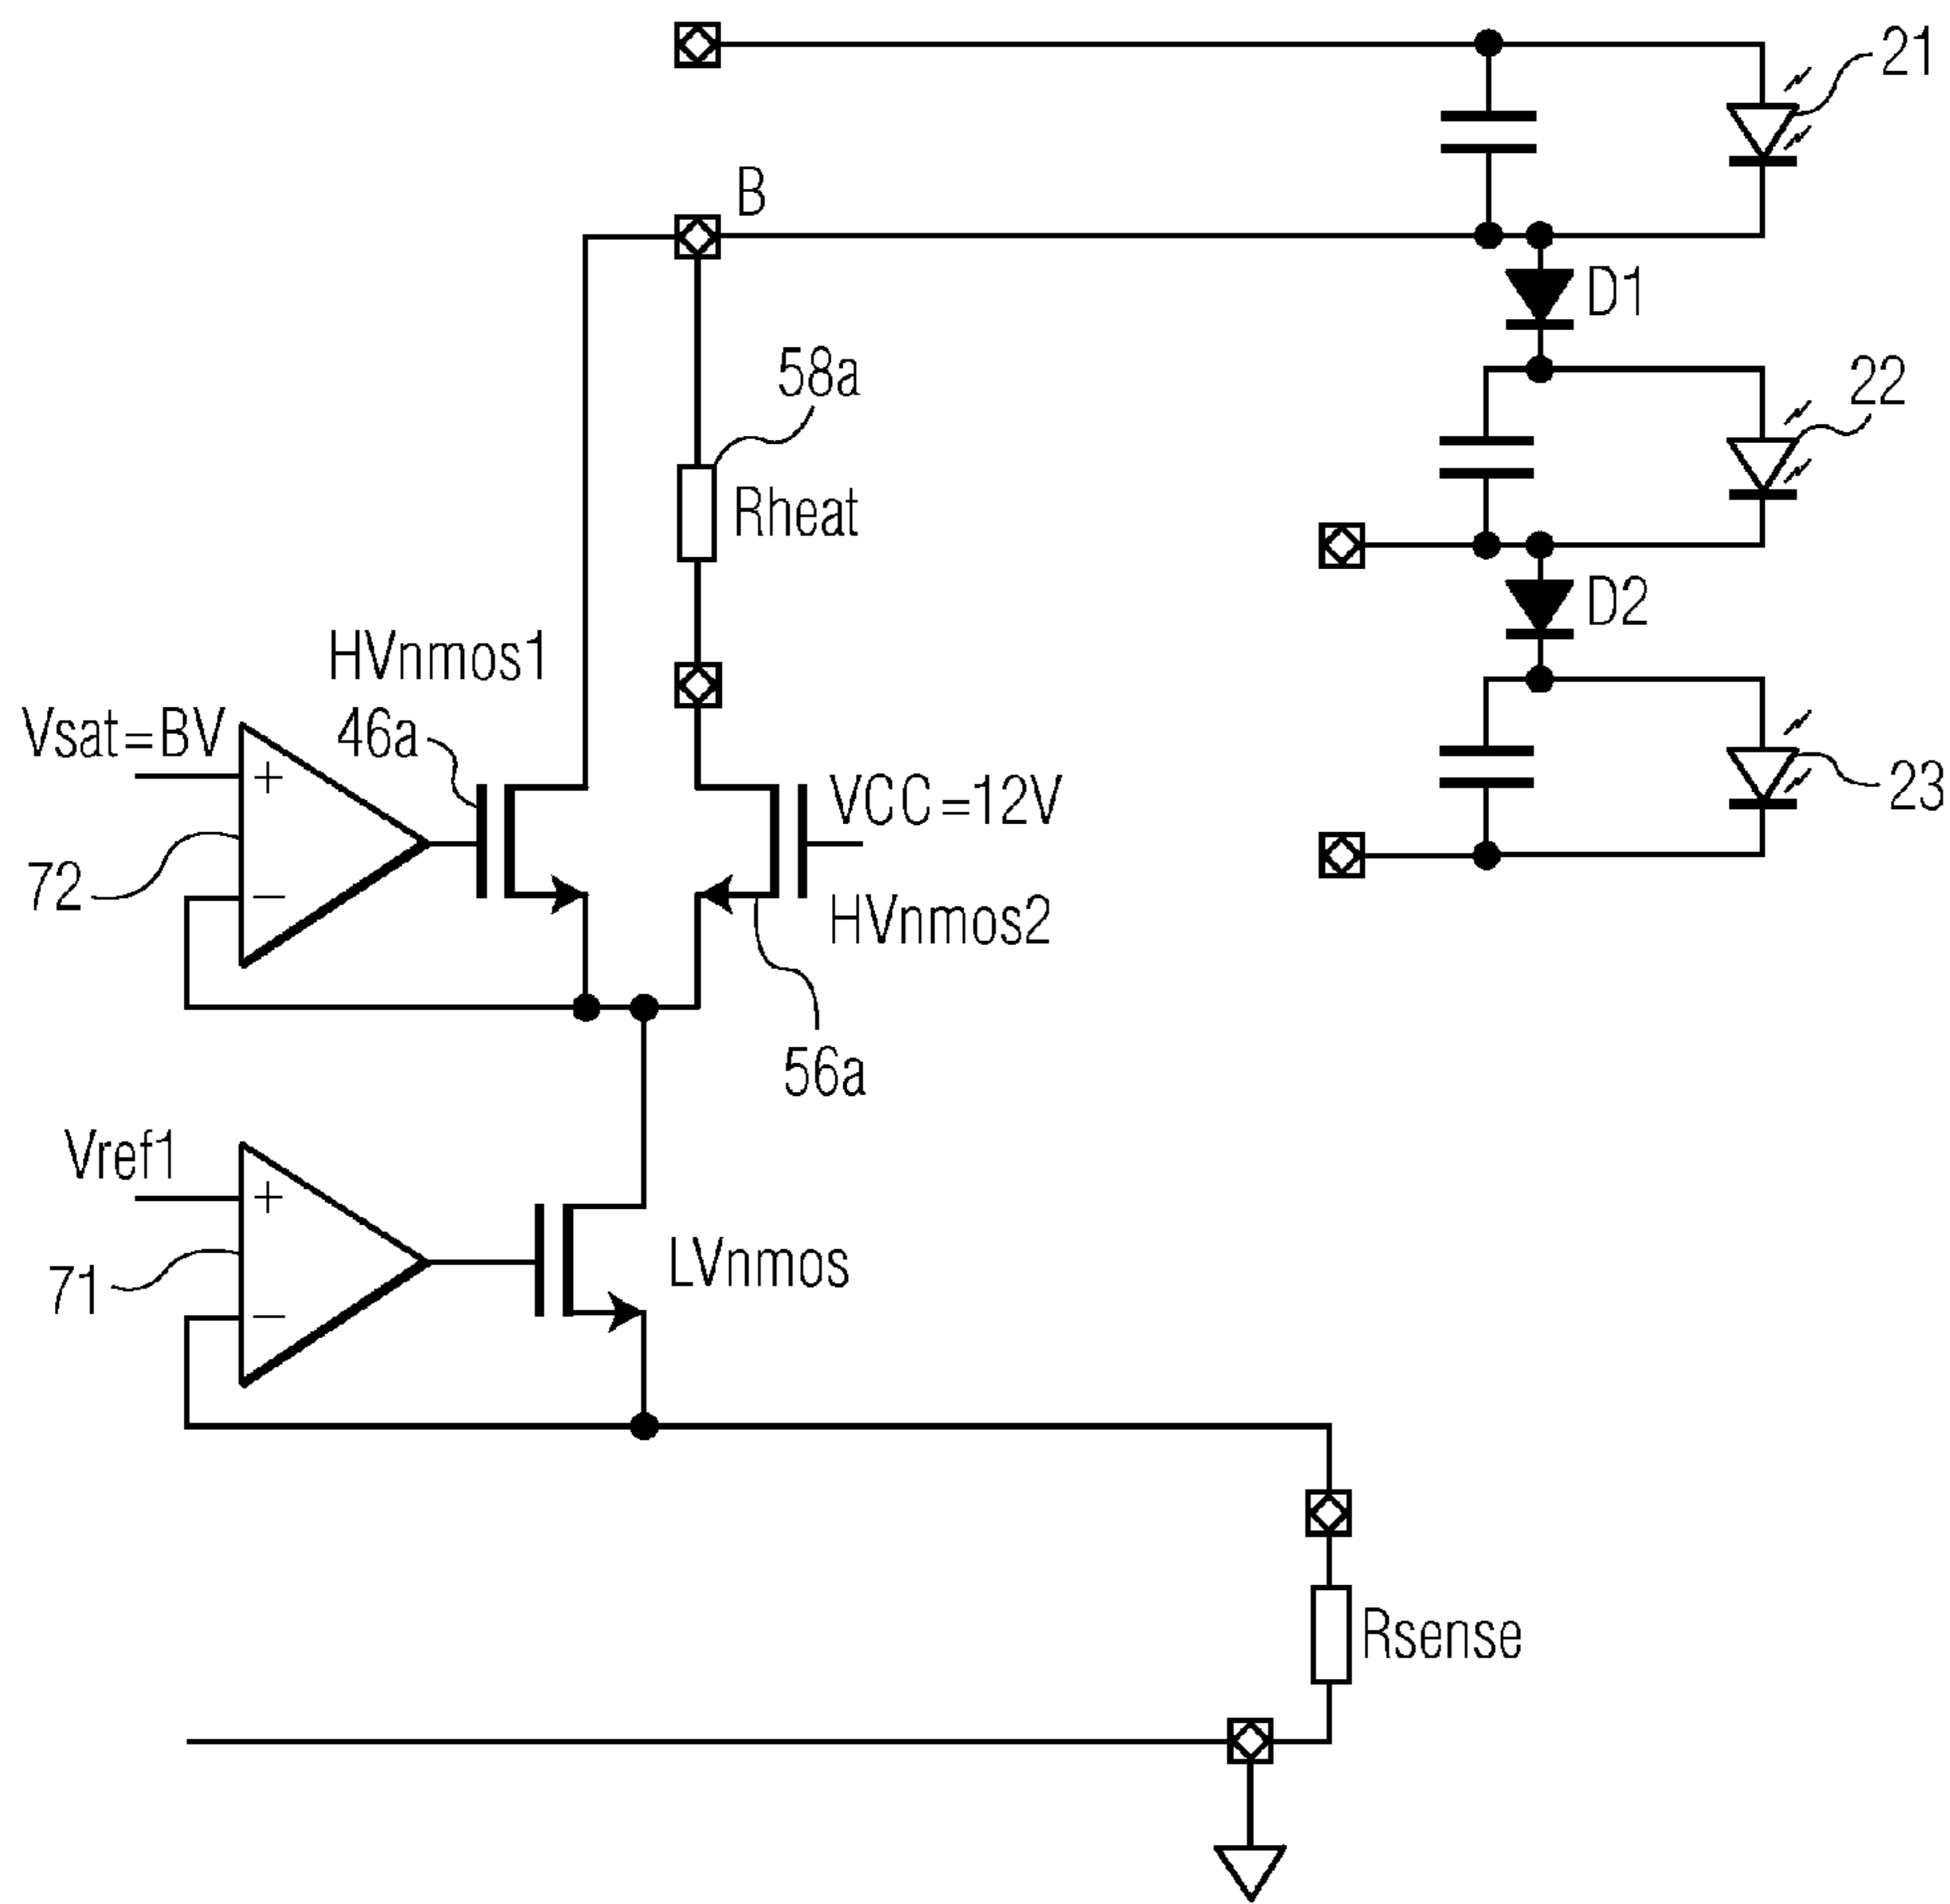 21
B
D1
58a
22
Rheat
D2
HVnmos1
Vsat=BV
46a
VCC=12V
23
+
72
−
HVnmos2
56a
Vref1
+
71
−
LVnmos
Rsense